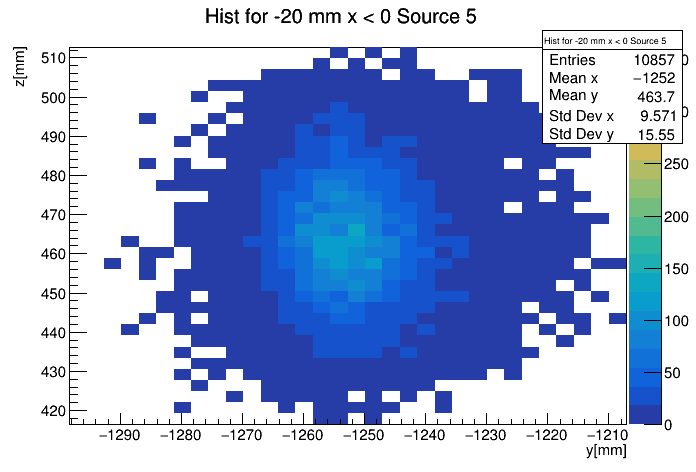 Hist for -20 mm x < 0 Source 5
Hist for -20 mm x < 0 Source 5
Entries 10857
Mean x −1252
Mean y 463.7
Std Dev x 9.571
Std Dev y 15.55
z[mm]
510
500
490
480
470
460
450
440
430
420
250
200
150
100
50
0
−1290 −1280 −1270 −1260 −1250 −1240 −1230 −1220 −1210
y[mm]